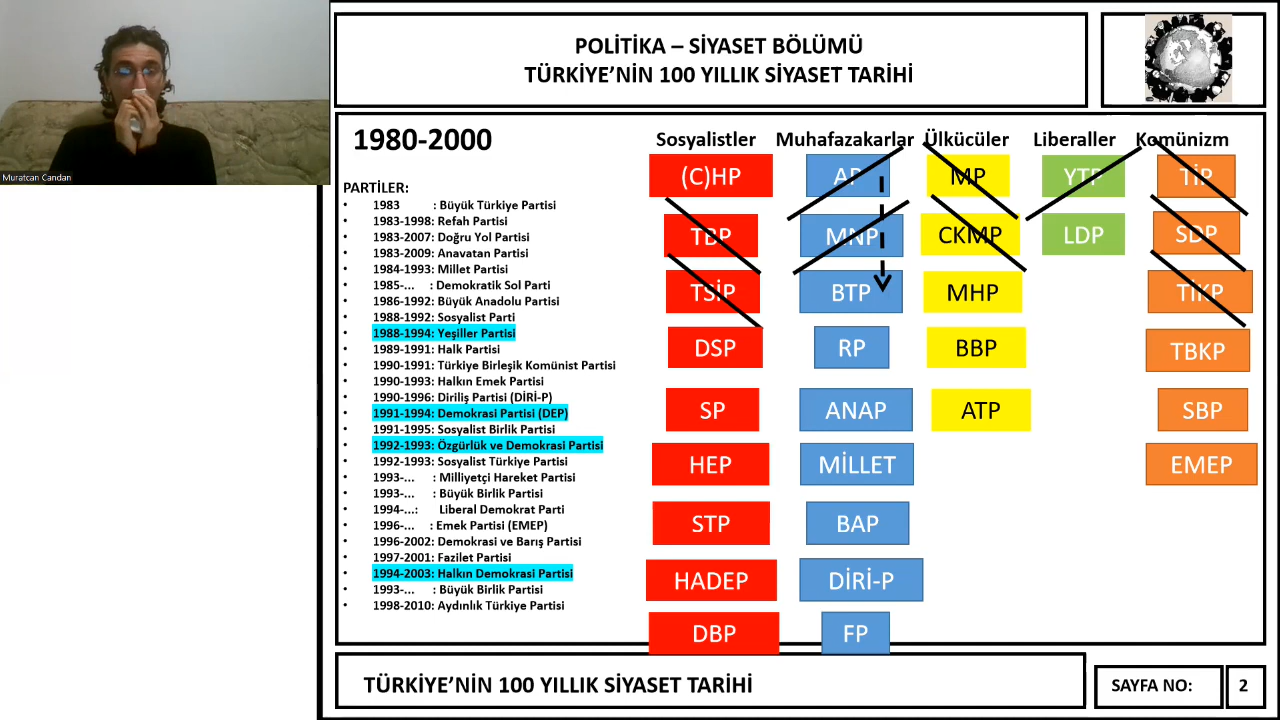 Muratcan Çandan
POLİTİKA – SİYASET BÖLÜMÜ
TÜRKİYE’NİN 100 YILLIK SİYASET TARİHİ
1980-2000
PARTİLER:
• 1983 : Büyük Türkiye Partisi
• 1983-1998: Refah Partisi
• 1983-2007: Doğru Yol Partisi
• 1983-2009: Anavatan Partisi
• 1984-1993: Millet Partisi
• 1985-... : Demokratik Sol Parti
• 1986-1992: Büyük Anadolu Partisi
• 1988-1992: Sosyalist Parti
• 1988-1994: Yeşiller Partisi
• 1989-1991: Halk Partisi
• 1990-1991: Türkiye Birleşik Komünist Partisi
• 1990-1993: Halkın Emek Partisi
• 1990-1996: Diriliş Partisi (DİRİ-P)
• 1991-1994: Demokrasi Partisi (DEP)
• 1991-1995: Sosyalist Birlik Partisi
• 1992-1993: Özgürlük ve Demokrasi Partisi
• 1992-1993: Sosyalist Türkiye Partisi
• 1993-... : Milliyetçi Hareket Partisi
• 1993-... : Büyük Birlik Partisi
• 1994-...: Liberal Demokrat Parti
• 1996-... : Emek Partisi (EMEP)
• 1996-2002: Demokrasi ve Barış Partisi
• 1997-2001: Fazilet Partisi
• 1994-2003: Halkın Demokrasi Partisi
• 1993-... : Büyük Birlik Partisi
• 1998-2010: Aydınlık Türkiye Partisi
Sosyalistler Muhafazakarlar Ülkücüler Liberaller Komünizm
(C)HP AP MP YTP TİP
TBP MNP CKMP LDP SDP
TSİP BTP MHP TİKP
DSP RP BBP TBKP
SP ANAP ATP SBP
HEP MİLLET EMEP
STP BAP
HADEP DİRİ-P
DBP FP
TÜRKİYE’NİN 100 YILLIK SİYASET TARİHİ
SAYFA NO: 2